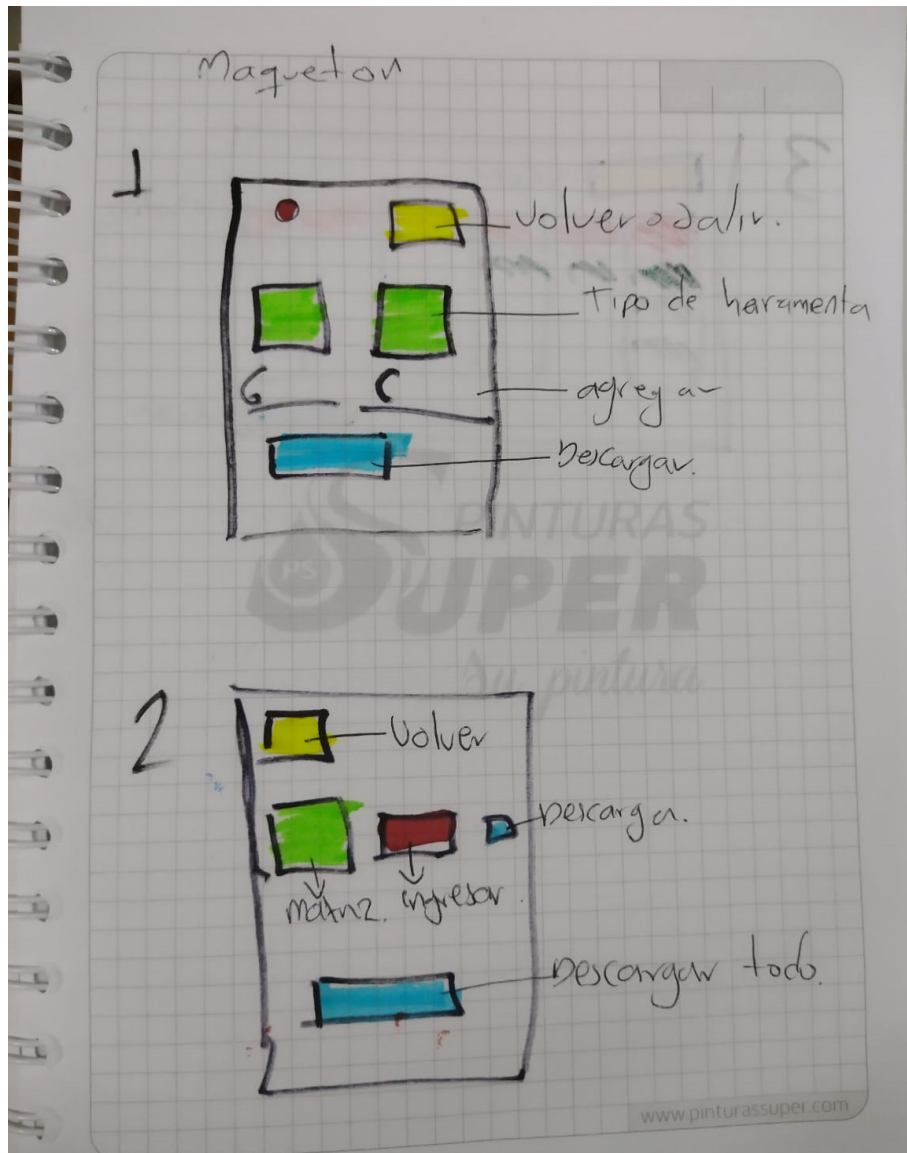 Maqueton
1
Volver o salir.
Tipo de haramenta
G C
agregar
Descargar.
PINTURAS
PS
SUPER
Su pintura
2
Volver
Descarga.
matriz. ingresar.
Descargar todo.
www.pinturassuper.com